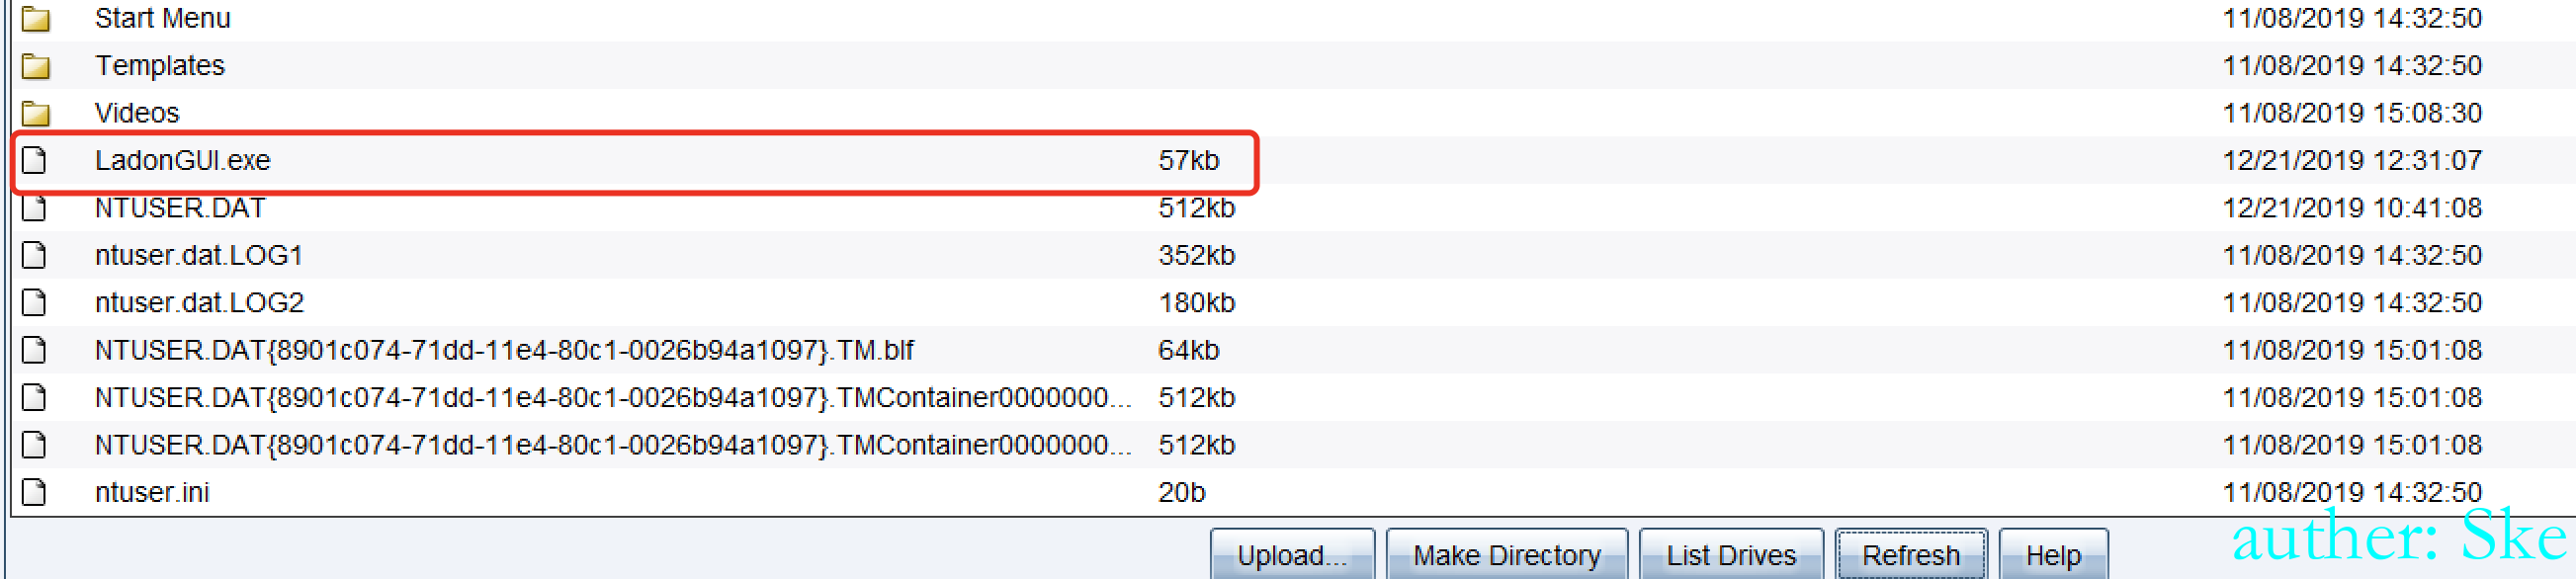 Start Menu 11/08/2019 14:32:50
Templates 11/08/2019 14:32:50
Videos 11/08/2019 15:08:30
LadonGUI.exe 57kb 12/21/2019 12:31:07
NTUSER.DAT 512kb 12/21/2019 10:41:08
ntuser.dat.LOG1 352kb 11/08/2019 14:32:50
ntuser.dat.LOG2 180kb 11/08/2019 14:32:50
NTUSER.DAT{8901c074-71dd-11e4-80c1-0026b94a1097}.TM.blf 64kb 11/08/2019 15:01:08
NTUSER.DAT{8901c074-71dd-11e4-80c1-0026b94a1097}.TMContainer0000000... 512kb 11/08/2019 15:01:08
NTUSER.DAT{8901c074-71dd-11e4-80c1-0026b94a1097}.TMContainer0000000... 512kb 11/08/2019 15:01:08
ntuser.ini 20b 11/08/2019 14:32:50
Upload... Make Directory List Drives Refresh Help
auther: Ske